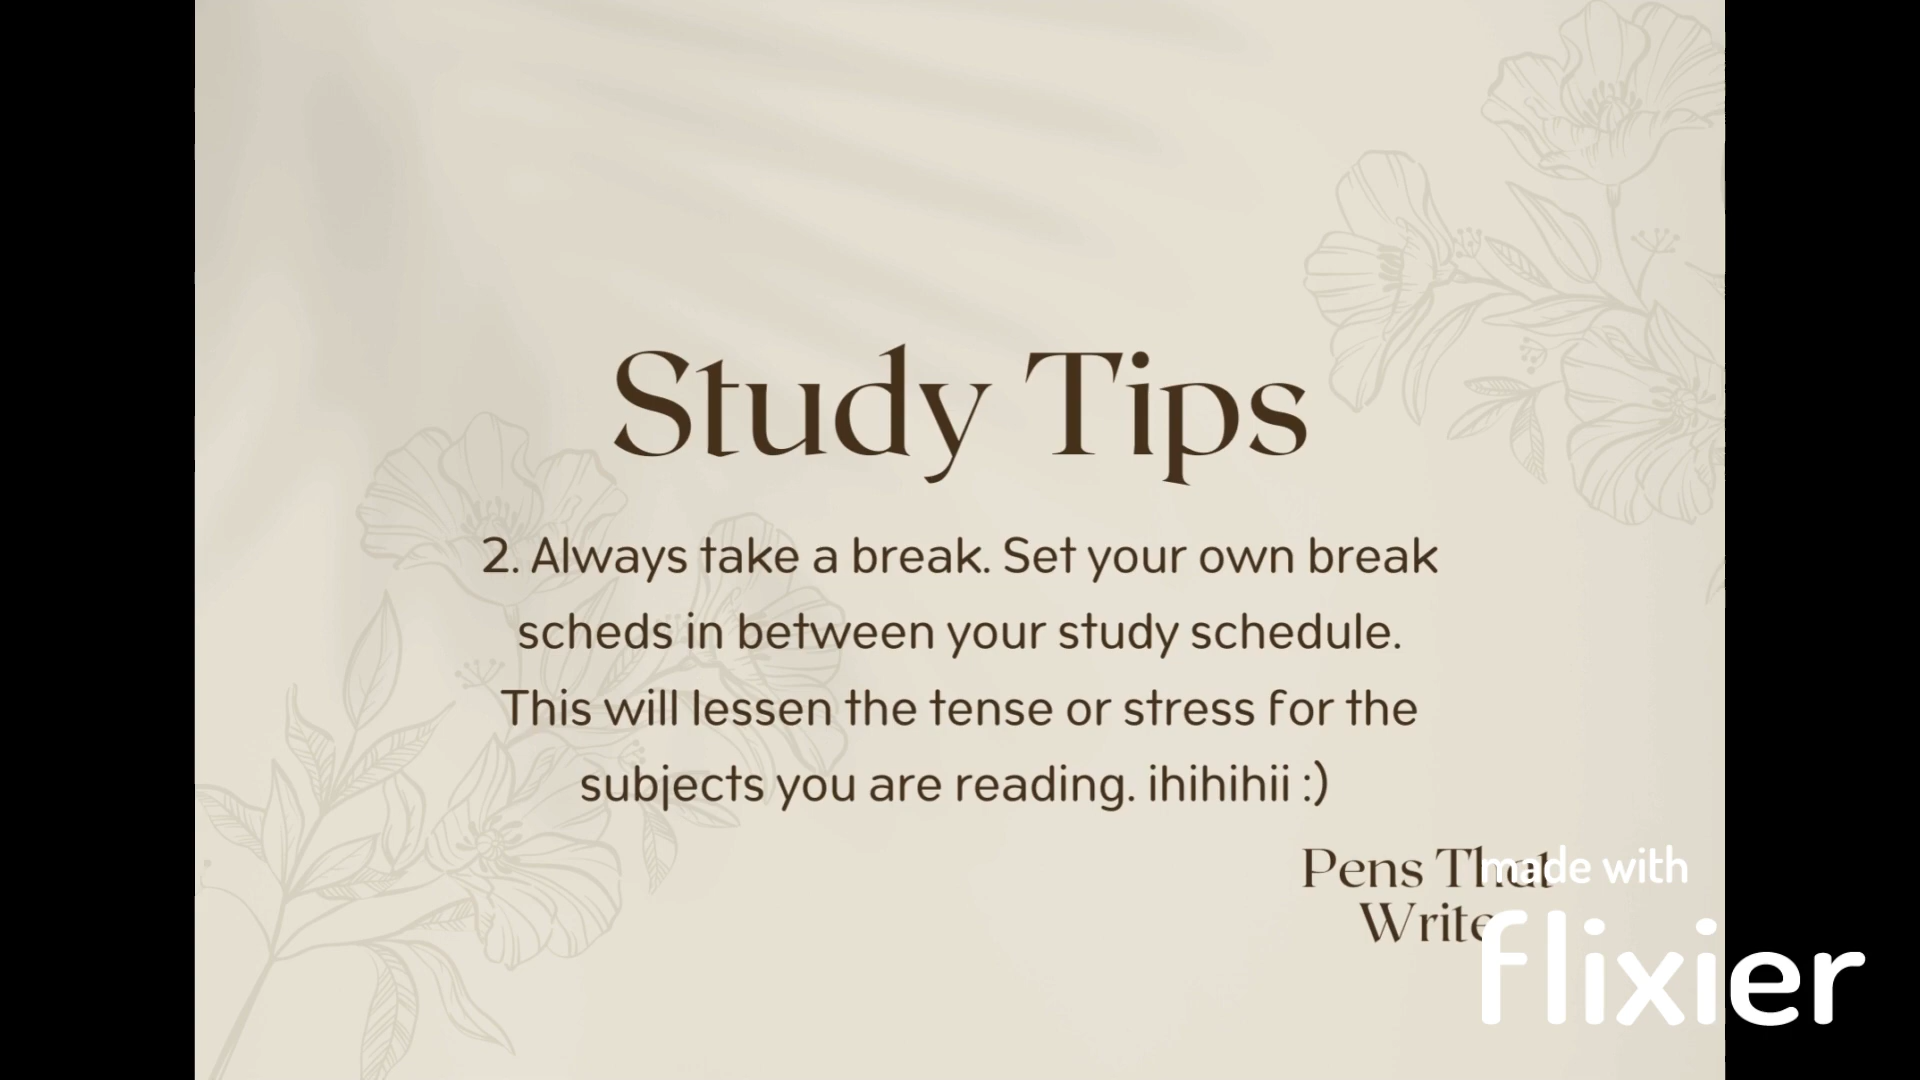 Study Tips
2. Always take a break. Set your own break
scheds in between your study schedule.
This will lessen the tense or stress for the
subjects you are reading. ihihihii :)
Pens That
Write
made with
flixier